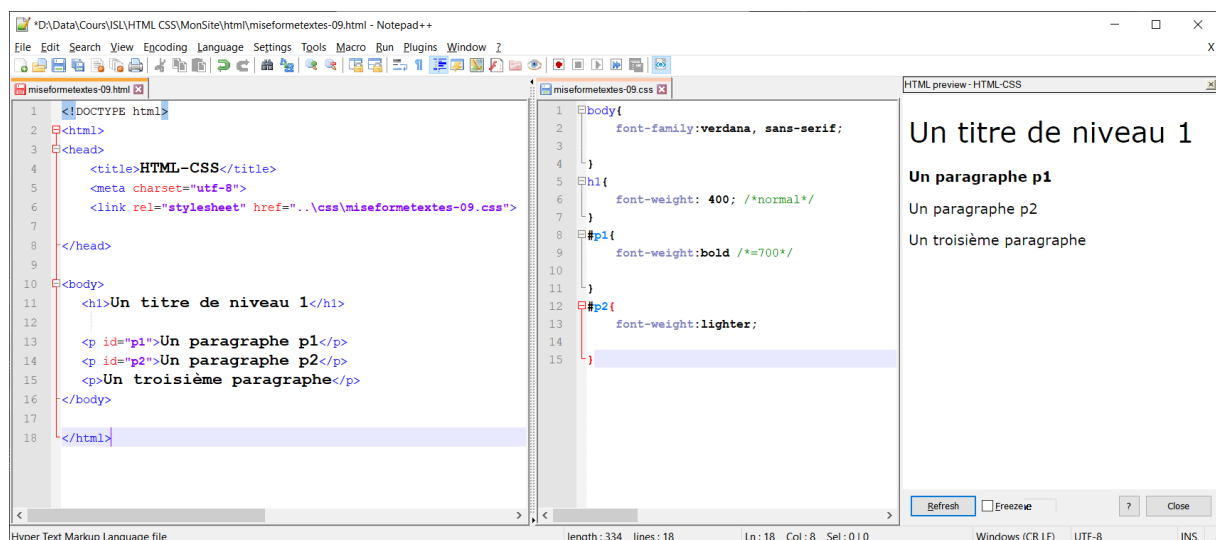 *D:\Data\Cours\ISL\HTML CSS\MonSite\html\miseformetextes-09.html - Notepad++
File Edit Search View Encoding Language Settings Tools Macro Run Plugins Window ? X
miseformetextes-09.html
1 <!DOCTYPE html>
2 <html>
3 <head>
4 <title>HTML-CSS</title>
5 <meta charset="utf-8">
6 <link rel="stylesheet" href="..\css\miseformetextes-09.css">
7
8 </head>
9
10 <body>
11 <h1>Un titre de niveau 1</h1>
12
13 <p id="p1">Un paragraphe p1</p>
14 <p id="p2">Un paragraphe p2</p>
15 <p>Un troisième paragraphe</p>
16 </body>
17
18 </html>
miseformetextes-09.css
1 body{
2 font-family:verdana, sans-serif;
3
4 }
5 h1{
6 font-weight: 400; /*normal*/
7 }
8 #p1{
9 font-weight:bold /*=700*/
10
11 }
12 #p2{
13 font-weight:lighter;
14
15 }
HTML preview - HTML-CSS
Un titre de niveau 1
Un paragraphe p1
Un paragraphe p2
Un troisième paragraphe
Refresh Freeze ? Close
Hyper Text Markup Language file length : 334 lines : 18 Ln : 18 Col : 8 Sel : 0 | 0 Windows (CR LF) UTF-8 INS